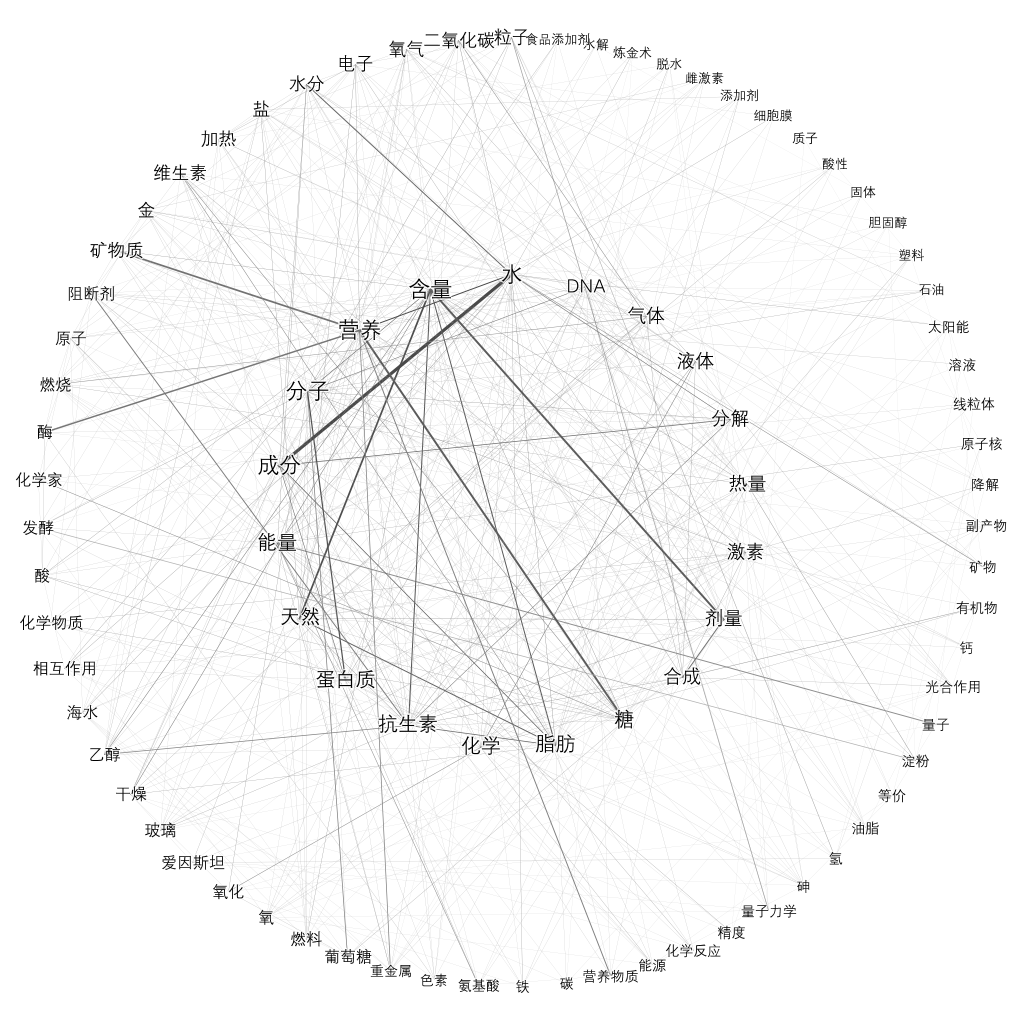 粒子
食品添加剂
水解
炼金术
脱水
雌激素
添加剂
细胞膜
质子
酸性
固体
胆固醇
塑料
石油
太阳能
溶液
线粒体
原子核
降解
副产物
矿物
有机物
钙
光合作用
量子
淀粉
等价
油脂
氢
砷
量子力学
精度
化学反应
能源
营养物质
碳
铁
氨基酸
色素
重金属
葡萄糖
燃料
氧
氧化
爱因斯坦
玻璃
干燥
乙醇
海水
相互作用
化学物质
酸
发酵
化学家
酶
燃烧
原子
阻断剂
矿物质
金
维生素
加热
盐
水分
电子
氧气
二氧化碳
水
DNA
气体
液体
分解
热量
激素
剂量
合成
糖
脂肪
化学
抗生素
蛋白质
天然
能量
成分
分子
营养
含量